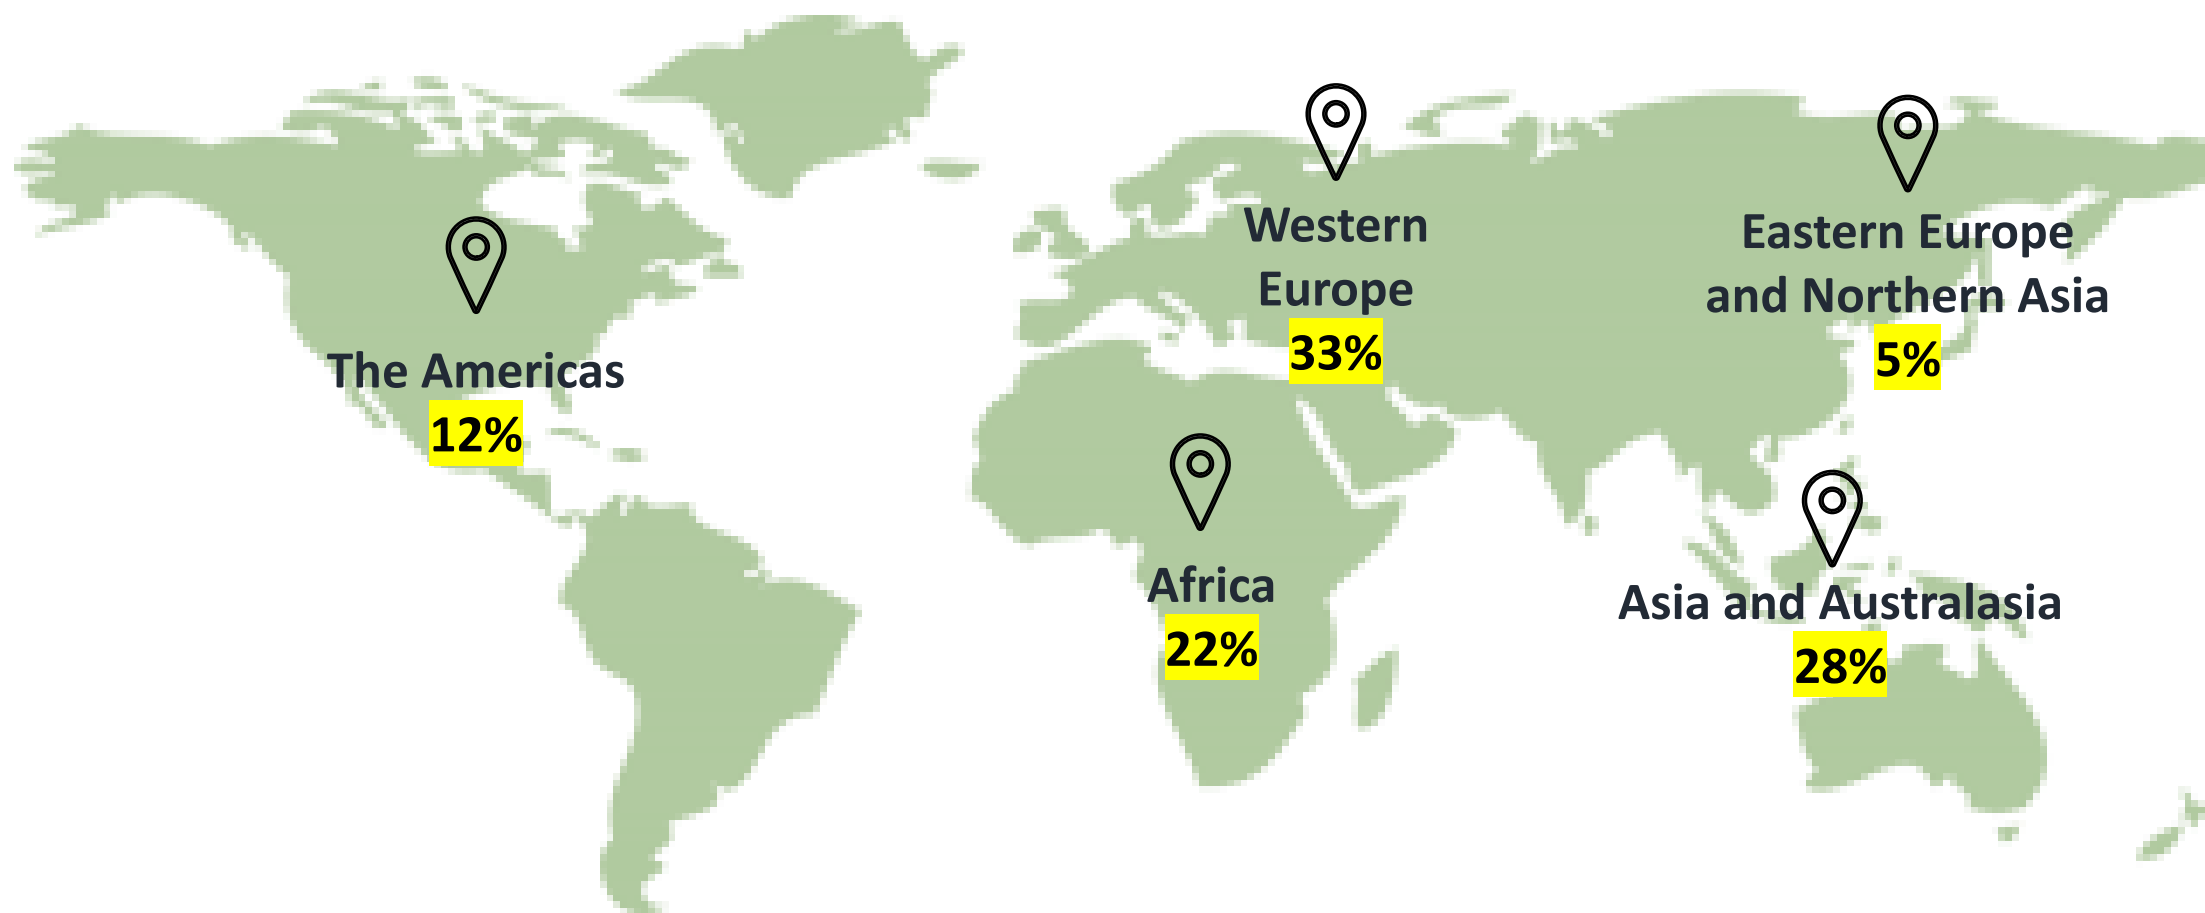 The Americas
12%
Western
Europe
33%
Eastern Europe
and Northern Asia
5%
Africa
22%
Asia and Australasia
28%